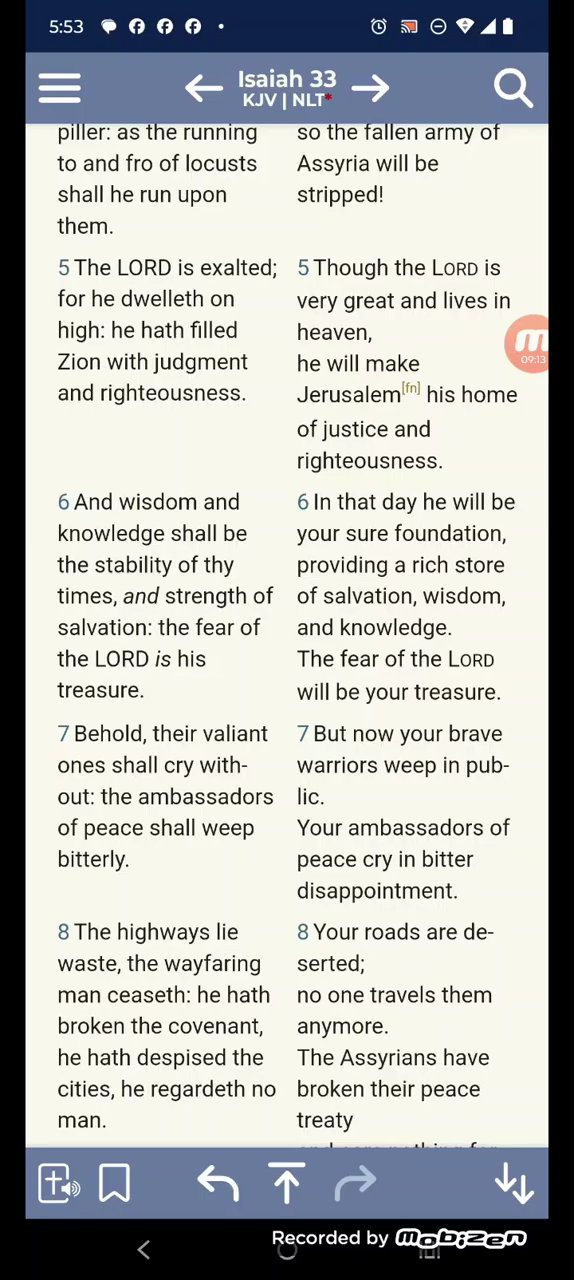 5:53
Isaiah 33
KJV | NLT*
piller: as the running
to and fro of locusts
shall he run upon
them.
so the fallen army of
Assyria will be
stripped!
5 The LORD is exalted;
for he dwelleth on
high: he hath filled
Zion with judgment
and righteousness.
5 Though the LORD is
very great and lives in
heaven,
he will make
Jerusalem[fn] his home
of justice and
righteousness.
09:13
6 And wisdom and
knowledge shall be
the stability of thy
times, and strength of
salvation: the fear of
the LORD is his
treasure.
6 In that day he will be
your sure foundation,
providing a rich store
of salvation, wisdom,
and knowledge.
The fear of the LORD
will be your treasure.
7 Behold, their valiant
ones shall cry with-
out: the ambassadors
of peace shall weep
bitterly.
7 But now your brave
warriors weep in pub-
lic.
Your ambassadors of
peace cry in bitter
disappointment.
8 The highways lie
waste, the wayfaring
man ceaseth: he hath
broken the covenant,
he hath despised the
cities, he regardeth no
man.
8 Your roads are de-
serted;
no one travels them
anymore.
The Assyrians have
broken their peace
treaty
Recorded by Mobizen